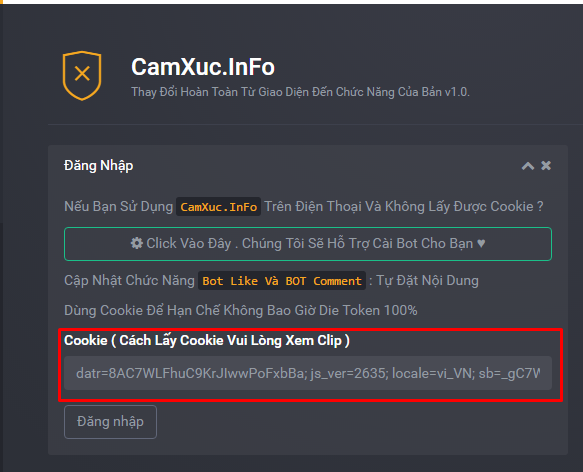 CamXuc.InFo
Thay Đổi Hoàn Toàn Từ Giao Diện Đến Chức Năng Của Bản v1.0.
Đăng Nhập
Nếu Bạn Sử Dụng CamXuc.InFo Trên Điện Thoại Và Không Lấy Được Cookie ?
Click Vào Đây . Chúng Tôi Sẽ Hỗ Trợ Cài Bot Cho Bạn ♥
Cập Nhật Chức Năng Bot Like Và BOT Comment : Tự Đặt Nội Dung
Dùng Cookie Để Hạn Chế Không Bao Giờ Die Token 100%
Cookie ( Cách Lấy Cookie Vui Lòng Xem Clip )
datr=8AC7WLFhuC9KrJIwwPoFxbBa; js_ver=2635; locale=vi_VN; sb=_gC7W
Đăng nhập